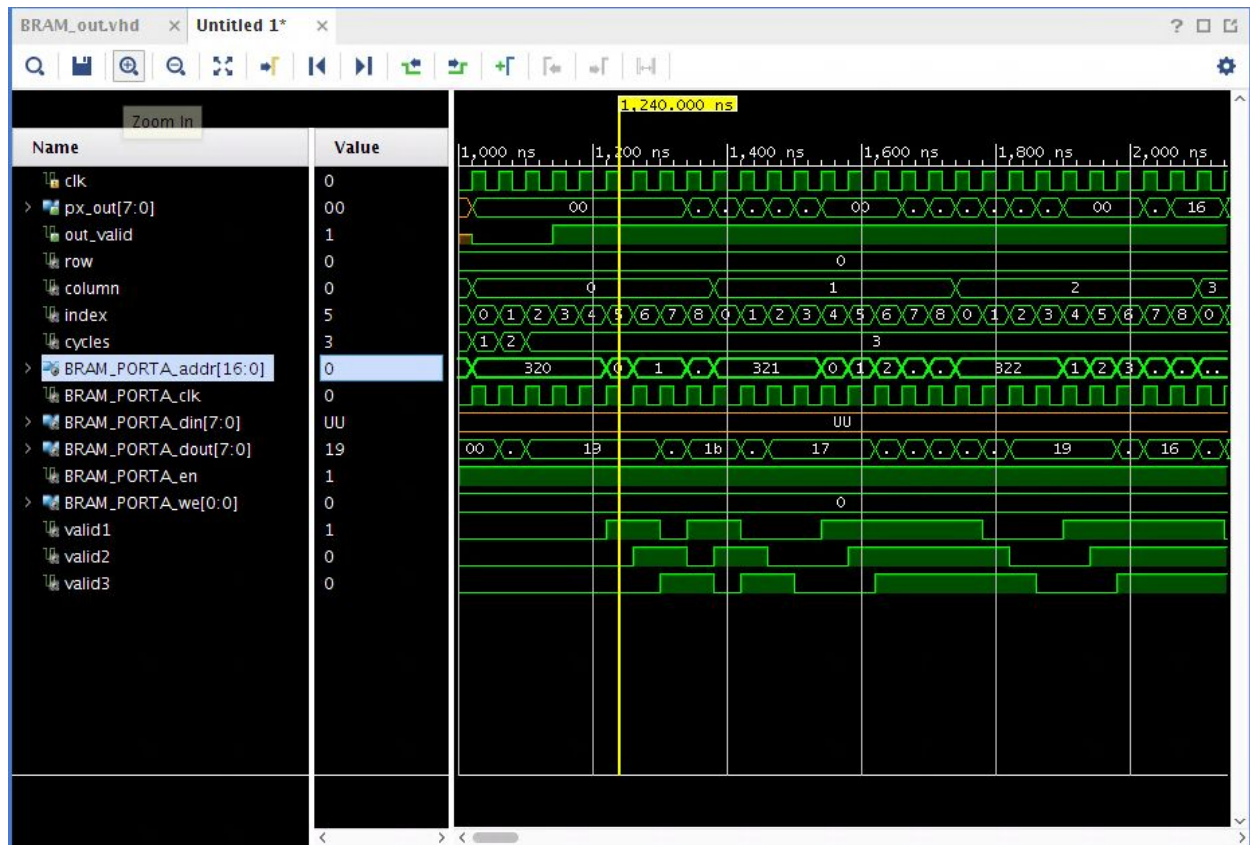 BRAM_out.vhd × Untitled 1* ×
?
Zoom In
Name Value
1,240.000 ns
1,000 ns 1,200 ns 1,400 ns 1,600 ns 1,800 ns 2,000 ns
clk 0
> px_out[7:0] 00 00 . . . . . 00 . . . . . . 00 . 16
out_valid 1
row 0 0
column 0 0 1 2 3
index 5 0 1 2 3 4 5 6 7 8 0 1 2 3 4 5 6 7 8 0 1 2 3 4 5 6 7 8 0
cycles 3 1 2 3
> BRAM_PORTA_addr[16:0] 0 320 0 1 . 321 0 1 2 . . 322 1 2 3 . . ..
BRAM_PORTA_clk 0
> BRAM_PORTA_din[7:0] UU UU
> BRAM_PORTA_dout[7:0] 19 00 . 19 . 1b . 17 . . . . . 19 . 16 .
BRAM_PORTA_en 1
> BRAM_PORTA_we[0:0] 0 0
valid1 1
valid2 0
valid3 0